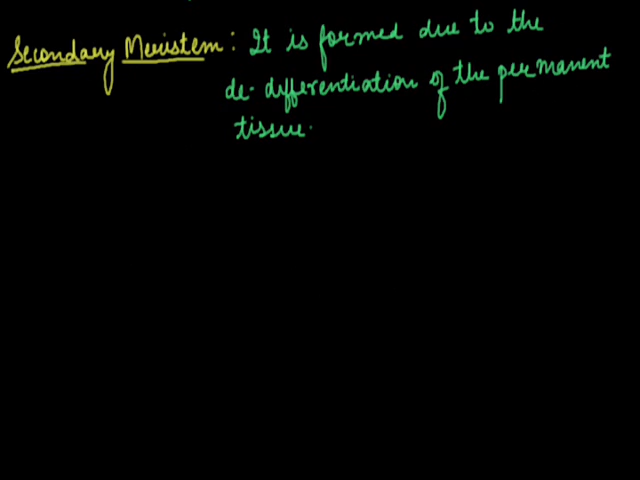 Secondary Meristem : It is formed due to the
de-differentiation of the permanent
tissue.